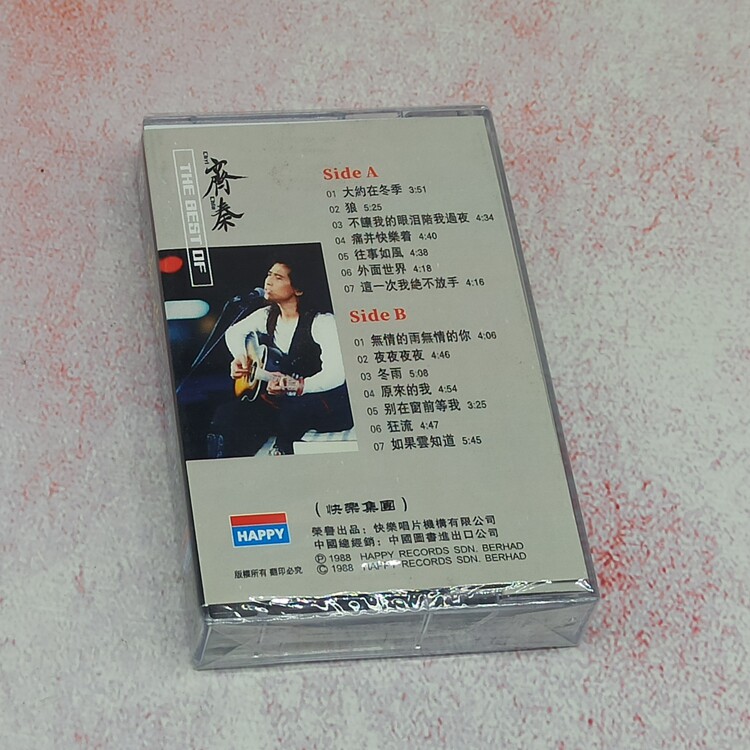 齊秦
THE BEST OF
Side A
01 大約在冬季 3:51
02 狼 5:25
03 不讓我的眼泪陪我過夜 4:34
04 痛并快樂着 4:40
05 往事如風 4:38
06 外面世界 4:18
07 這一次我絶不放手 4:16
Side B
01 無情的雨無情的你 4:06
02 夜夜夜夜 4:46
03 冬雨 5:08
04 原來的我 4:54
05 别在窗前等我 3:25
06 狂流 4:47
07 如果雲知道 5:45
(快樂集團)
HAPPY
榮譽出品：快樂唱片機構有限公司
中國總經銷：中國圖書進出口公司
Ⓟ 1988 HAPPY RECORDS SDN. BERHAD
© 1988 HAPPY RECORDS SDN. BERHAD
版權所有 翻印必究